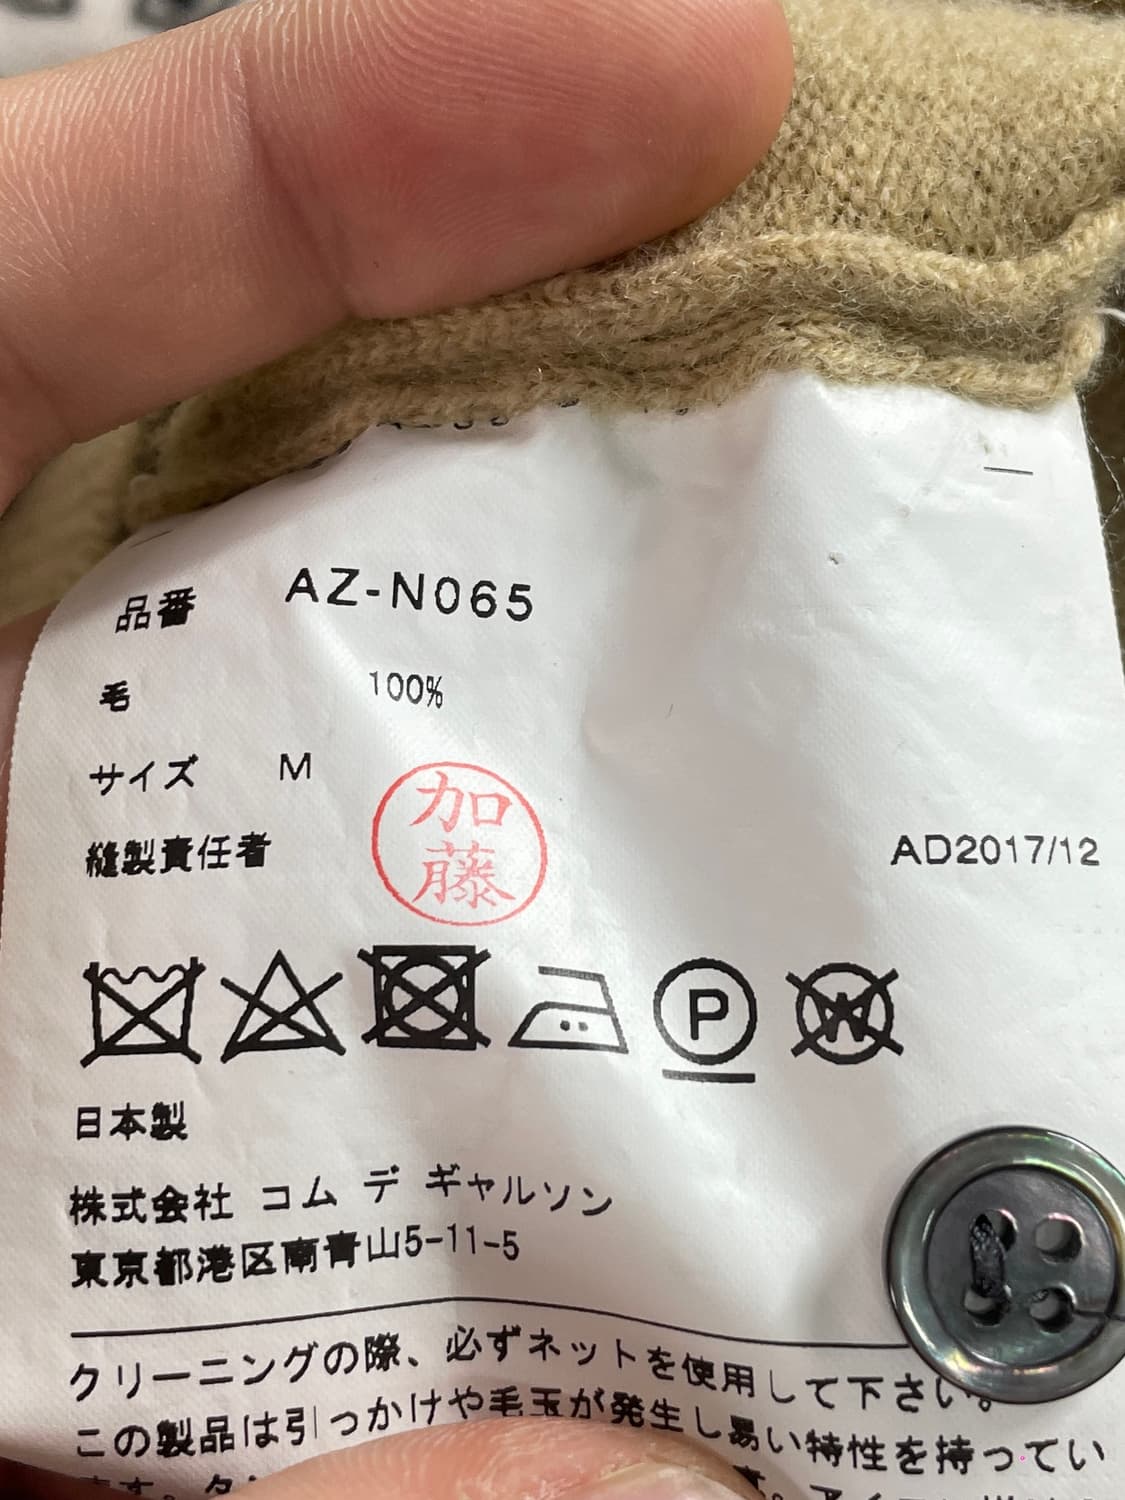 品番 AZ-N065
毛 100%
サイズ M
縫製責任者 加藤
AD2017/12
P W
日本製
株式会社 コム デ ギャルソン
東京都港区南青山5-11-5
クリーニングの際、必ずネットを使用して下さい。
この製品は引っかけや毛玉が発生し易い特性を持ってい